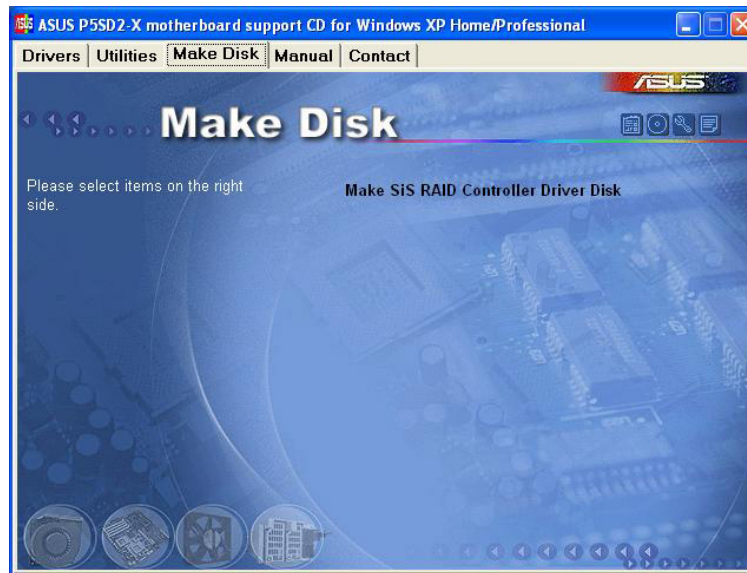 ASUS P5SD2-X motherboard support CD for Windows XP Home/Professional
Drivers Utilities Make Disk Manual Contact
ASUS
Make Disk
Please select items on the right
side.
Make SiS RAID Controller Driver Disk